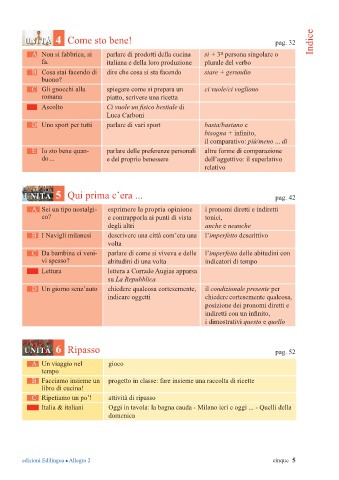 Indice
UNITÀ 4 Come sto bene! pag. 32
A Non si fabbrica, si fa. parlare di prodotti della cucina italiana e della loro produzione si + 3ª persona singolare o plurale del verbo
B Cosa stai facendo di buono? dire che cosa si sta facendo stare + gerundio
C Gli gnocchi alla romana spiegare come si prepara un piatto, scrivere una ricetta ci vuole/ci vogliono
Ascolto Ci vuole un fisico bestiale di Luca Carboni
D Uno sport per tutti parlare di vari sport basta/bastano e bisogna + infinito, il comparativo: più/meno ... di
E Io sto bene quando ... parlare delle preferenze personali e del proprio benessere altre forme di comparazione dell'aggettivo: il superlativo relativo
UNITÀ 5 Qui prima c'era ... pag. 42
A Sei un tipo nostalgico? esprimere la propria opinione e contrapporla ai punti di vista degli altri i pronomi diretti e indiretti tonici, anche e neanche
B I Navigli milanesi descrivere una città com'era una volta l'imperfetto descrittivo
C Da bambina ci venivi spesso? parlare di come si viveva e delle abitudini di una volta l'imperfetto delle abitudini con indicatori di tempo
Lettura lettera a Corrado Augias apparsa su La Repubblica
D Un giorno senz'auto chiedere qualcosa cortesemente, indicare oggetti il condizionale presente per chiedere cortesemente qualcosa, posizione dei pronomi diretti e indiretti con un infinito, i dimostrativi questo e quello
UNITÀ 6 Ripasso pag. 52
A Un viaggio nel tempo gioco
B Facciamo insieme un libro di cucina! progetto in classe: fare insieme una raccolta di ricette
C Ripetiamo un po'! attività di ripasso
Italia & italiani Oggi in tavola: la bagna cauda - Milano ieri e oggi ... - Quelli della domenica
edizioni Edilingua • Allegro 2 cinque 5